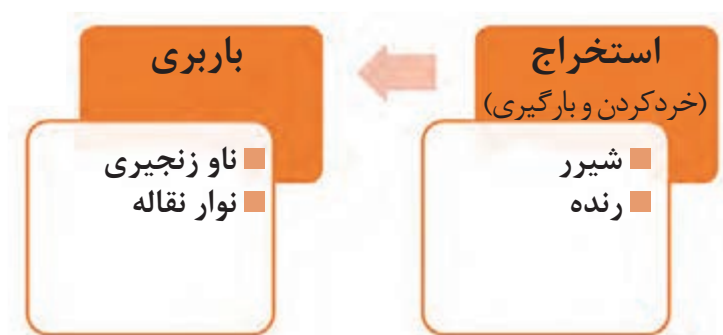 استخراج
(خردکردن و بارگیری)
شیرر
رنده
باربری
ناو زنجیری
نوار نقاله